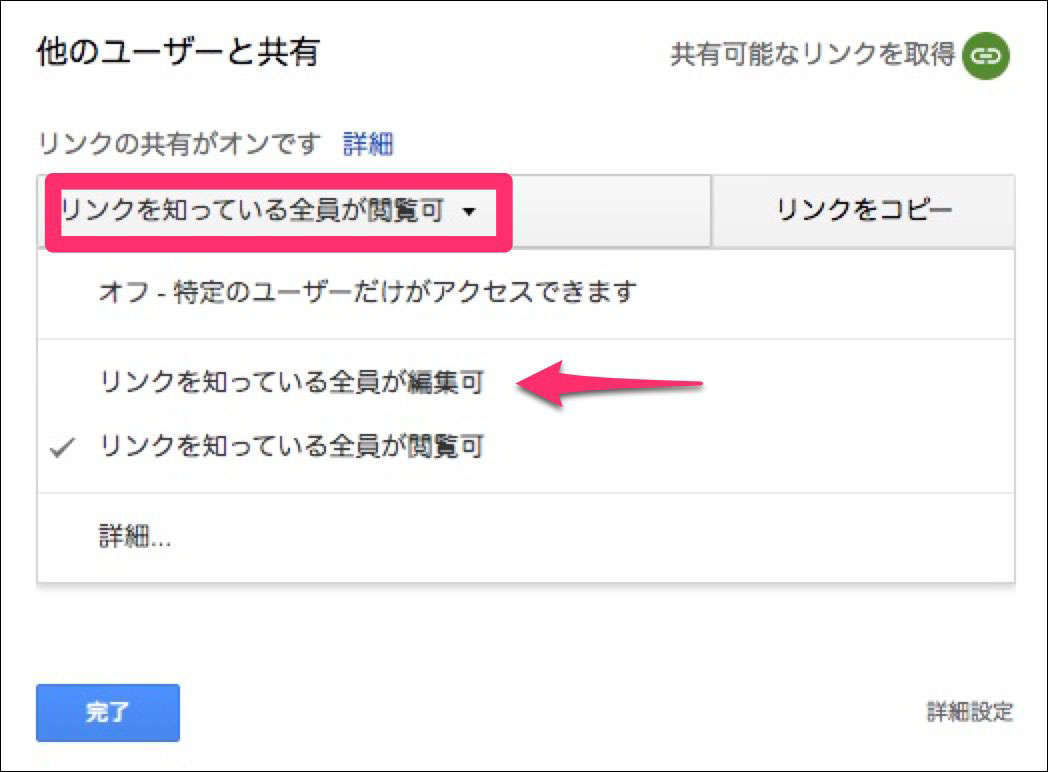 他のユーザーと共有
共有可能なリンクを取得
リンクの共有がオンです 詳細
リンクを知っている全員が閲覧可
リンクをコピー
オフ - 特定のユーザーだけがアクセスできます
リンクを知っている全員が編集可
リンクを知っている全員が閲覧可
詳細...
完了
詳細設定